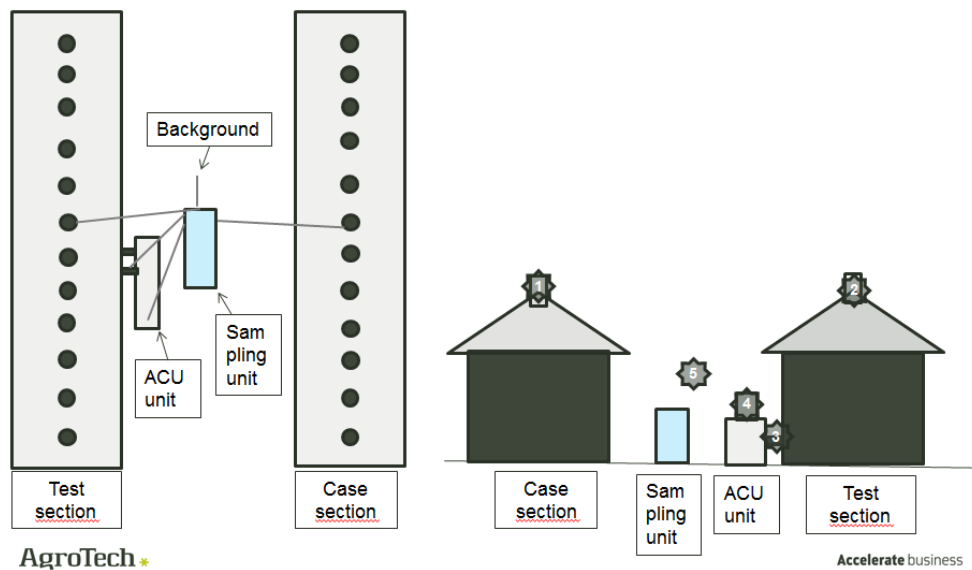 Background
Sam
pling
unit
ACU
unit
Test
section
Case
section
1
2
5
4
3
Case
section
Sam
pling
unit
ACU
unit
Test
section
AgroTech
Accelerate business